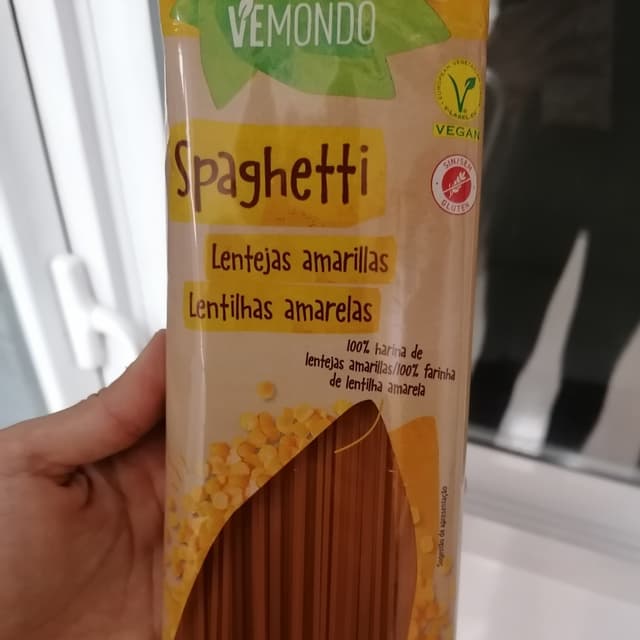 VEMONDO
VEGAN
Spaghetti
SIN/SEM
GLUTEN
Lentejas amarillas
Lentilhas amarelas
100% harina de
lentejas amarillas/100% farinha
de lentilha amarela
Sugestão de apresentação